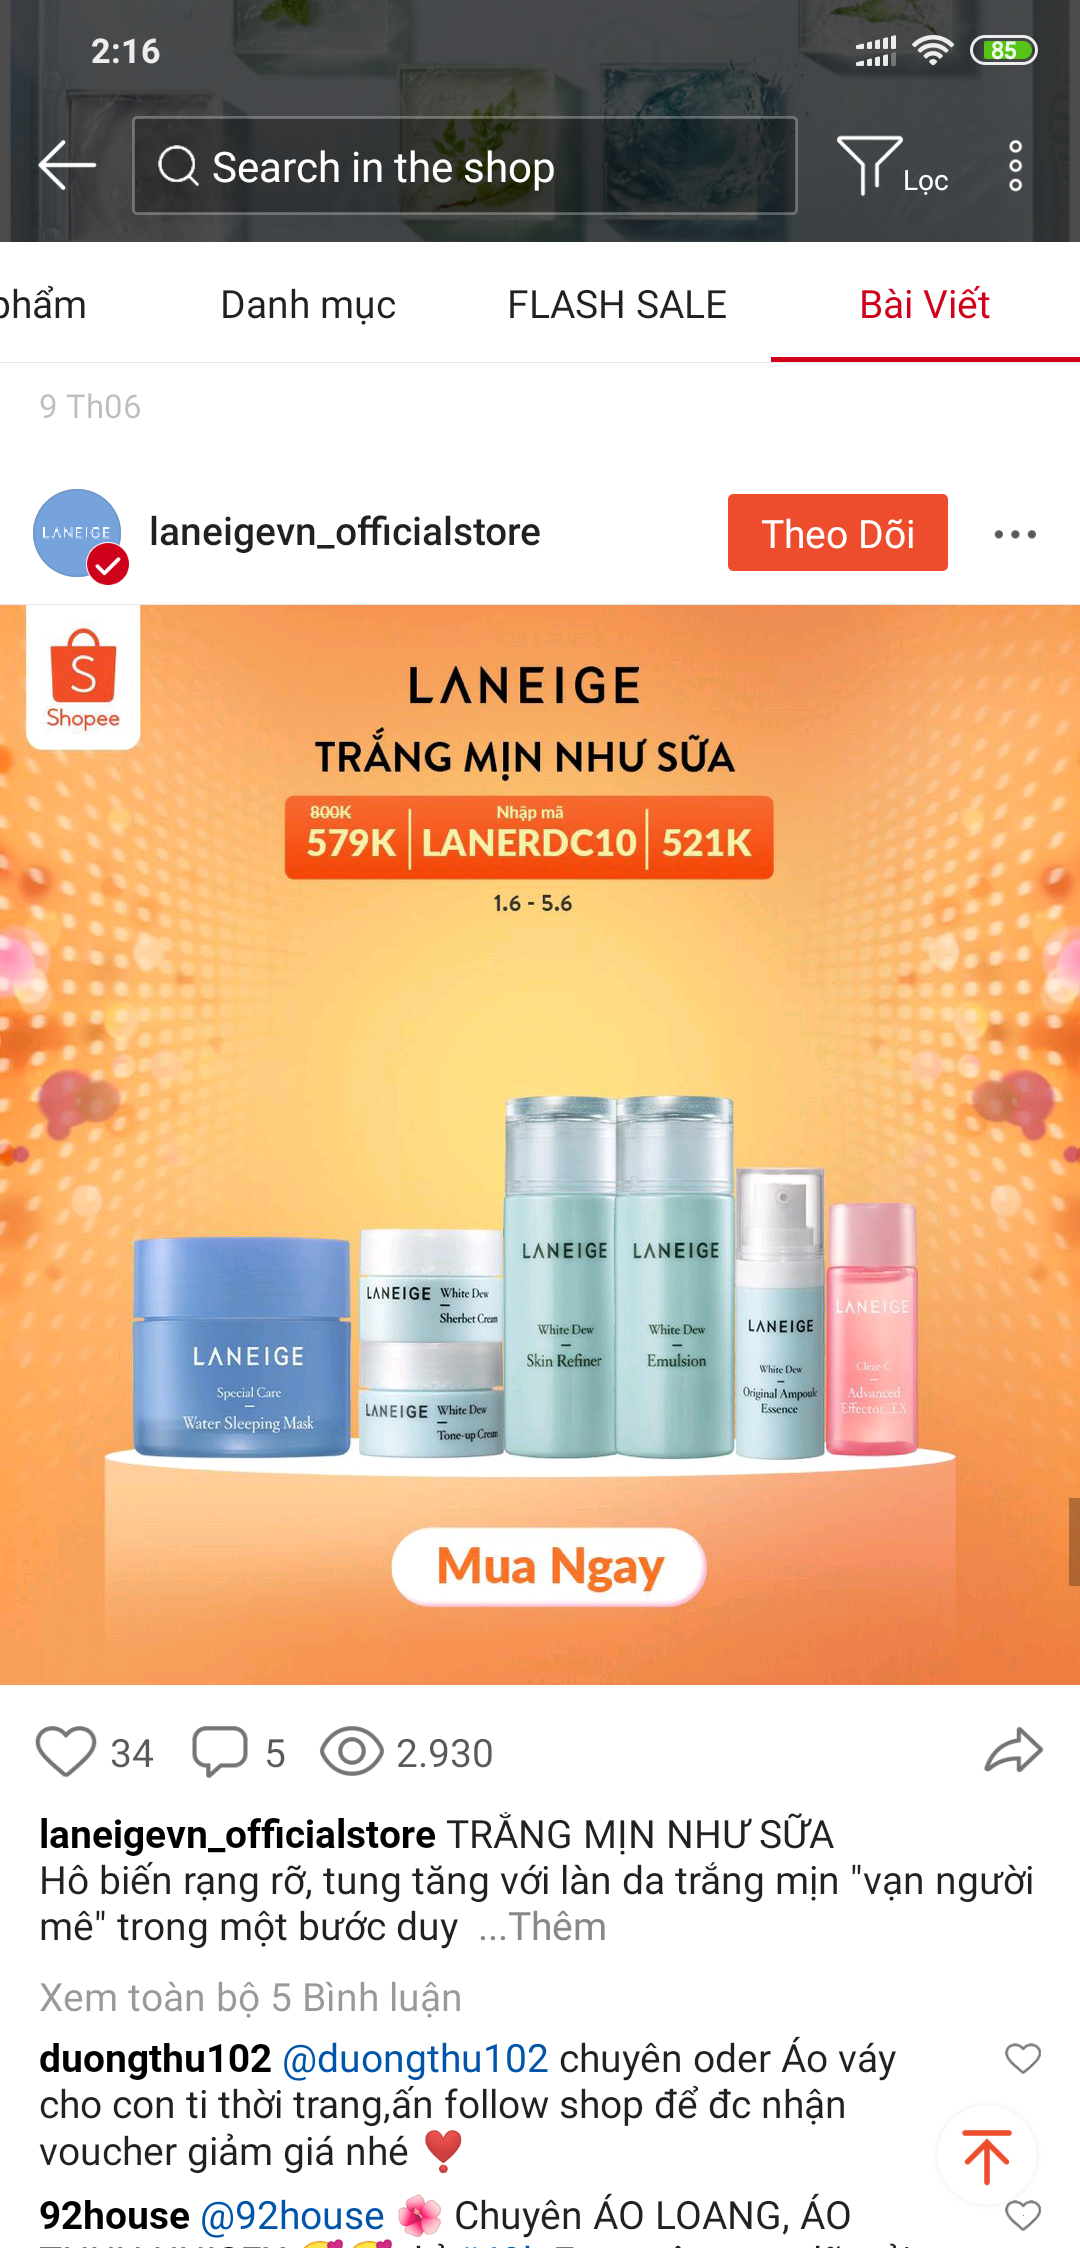 2:16
85
Search in the shop
Lọc
phẩm
Danh mục
FLASH SALE
Bài Viết
9 Th06
LANEIGE
laneigevn_officialstore
Theo Dõi
S
Shopee
LANEIGE
TRẮNG MỊN NHƯ SỮA
800K
579K
Nhập mã
LANERDC10
521K
1.6 - 5.6
LANEIGE
Special Care
Water Sleeping Mask
LANEIGE White Dew
Sherbet Cream
LANEIGE White Dew
Tone-up Cream
LANEIGE
White Dew
Skin Refiner
LANEIGE
White Dew
Emulsion
LANEIGE
White Dew
Original Ampoule
Essence
LANEIGE
Clear-C
Advanced
Effector_EX
Mua Ngay
34
5
2.930
laneigevn_officialstore TRẮNG MỊN NHƯ SỮA
Hô biến rạng rỡ, tung tăng với làn da trắng mịn "vạn người
mê" trong một bước duy ...Thêm
Xem toàn bộ 5 Bình luận
duongthu102 @duongthu102 chuyên oder Áo váy
cho con ti thời trang,ấn follow shop để đc nhận
voucher giảm giá nhé ❣️
92house @92house 🌺 Chuyên ÁO LOANG, ÁO